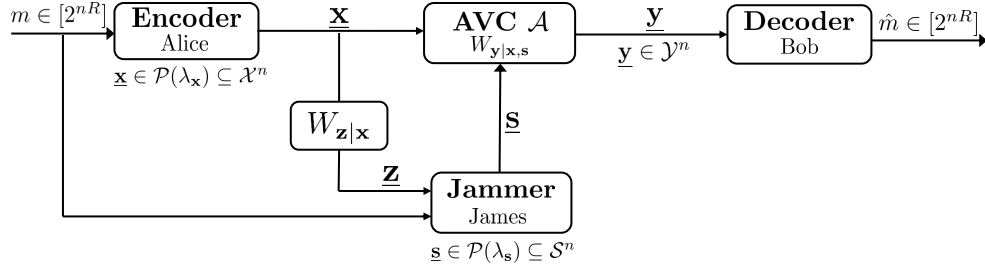 m ∈ [2^{nR}]
Encoder
Alice
x̲ ∈ 𝒫(λ_x) ⊆ 𝒳^n
x̲
AVC 𝒜
W_{y|x,s}
y̲
y̲ ∈ 𝒴^n
Decoder
Bob
m̂ ∈ [2^{nR}]
W_{z|x}
z̲
s̲
Jammer
James
s̲ ∈ 𝒫(λ_s) ⊆ 𝒮^n